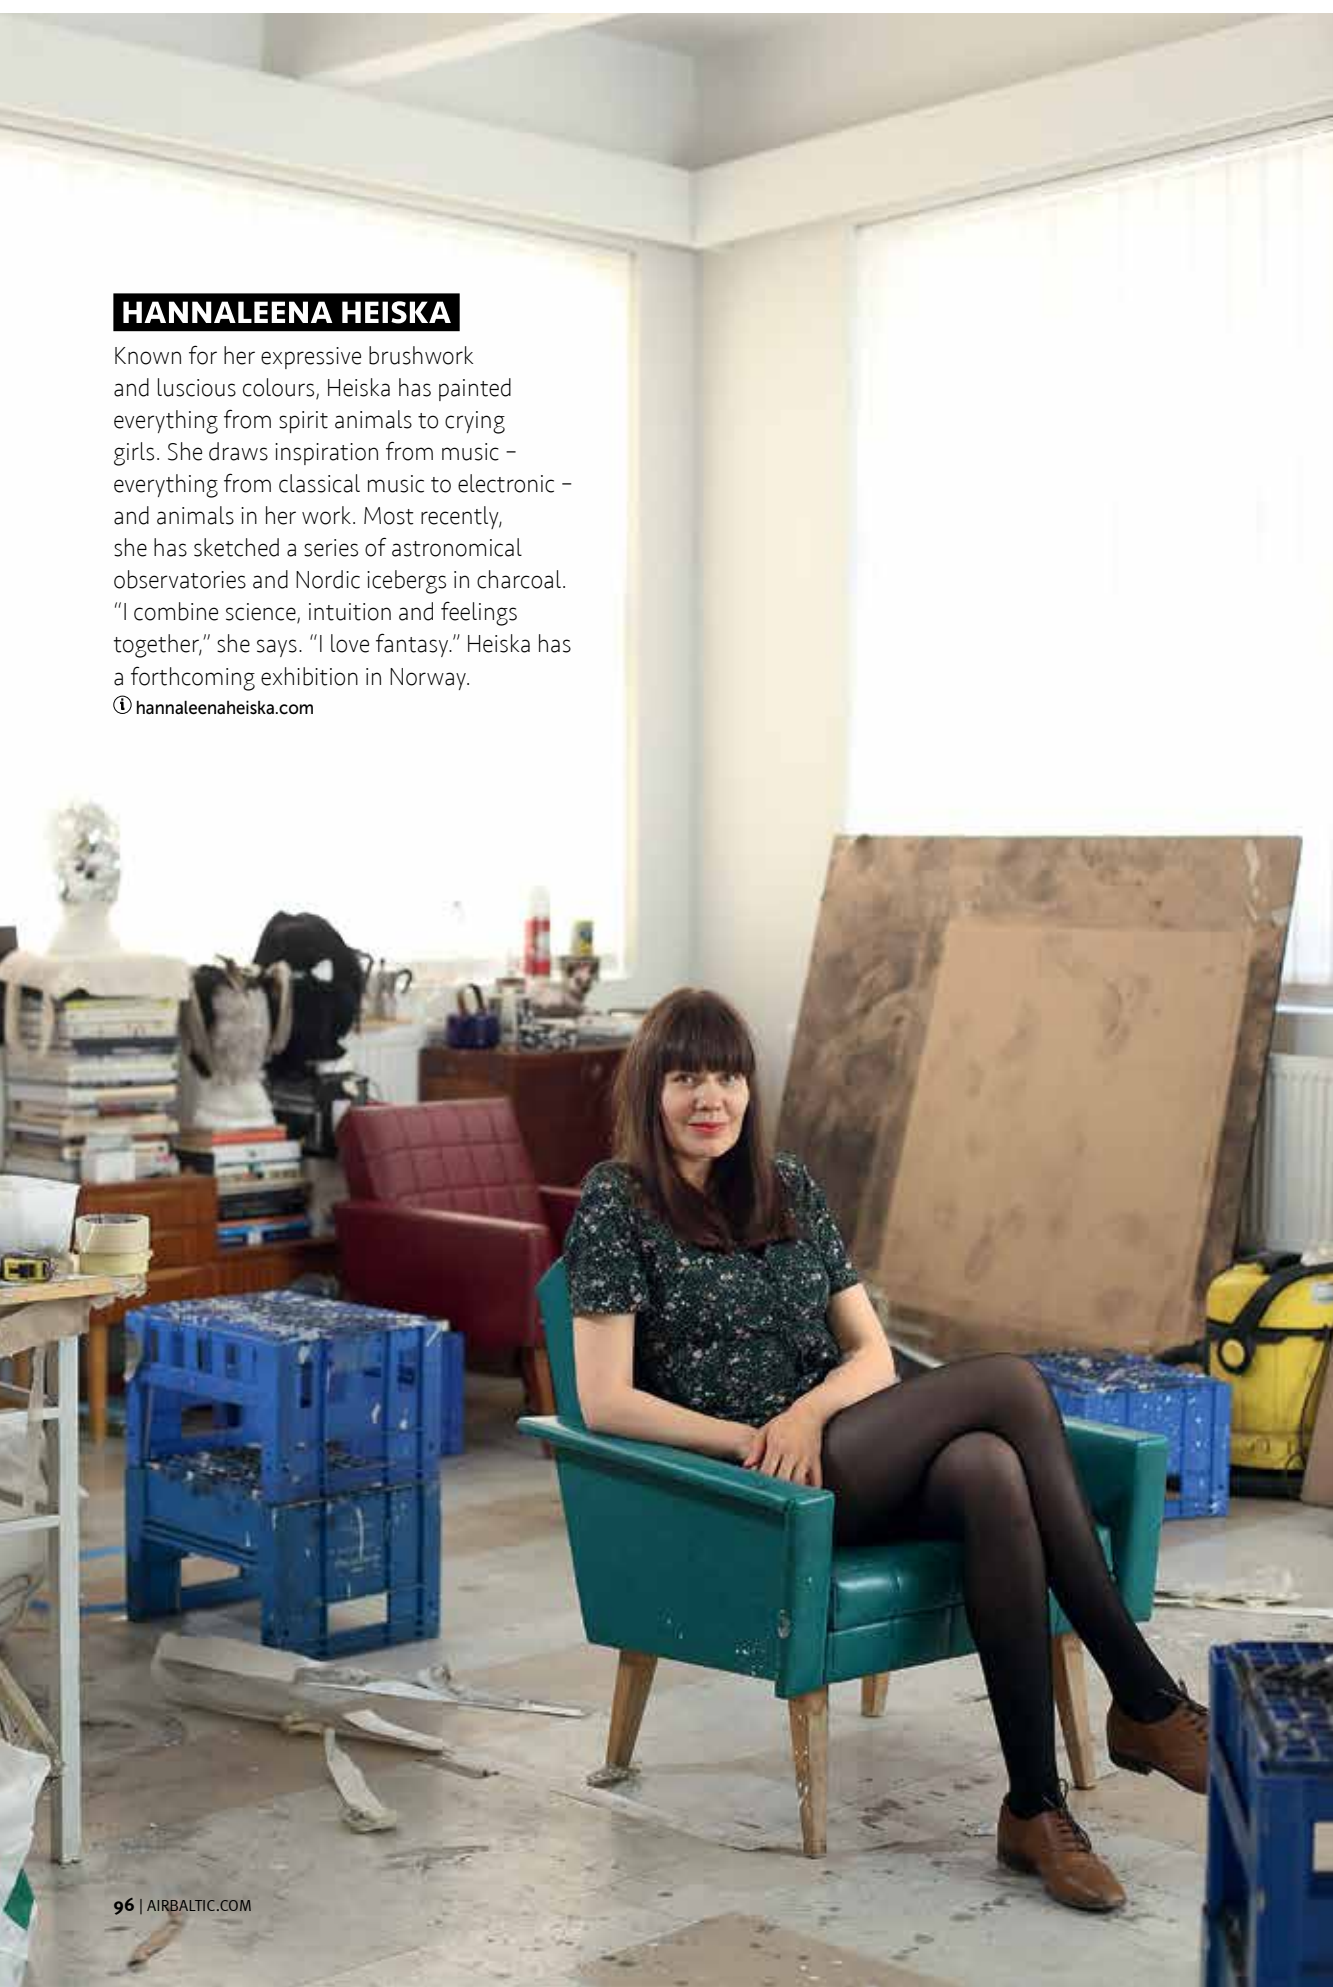 HANNALEENA HEISKA
Known for her expressive brushwork
and luscious colours, Heiska has painted
everything from spirit animals to crying
girls. She draws inspiration from music –
everything from classical music to electronic –
and animals in her work. Most recently,
she has sketched a series of astronomical
observatories and Nordic icebergs in charcoal.
“I combine science, intuition and feelings
together,” she says. “I love fantasy.” Heiska has
a forthcoming exhibition in Norway.
hannaleenaheiska.com
96 | AIRBALTIC.COM